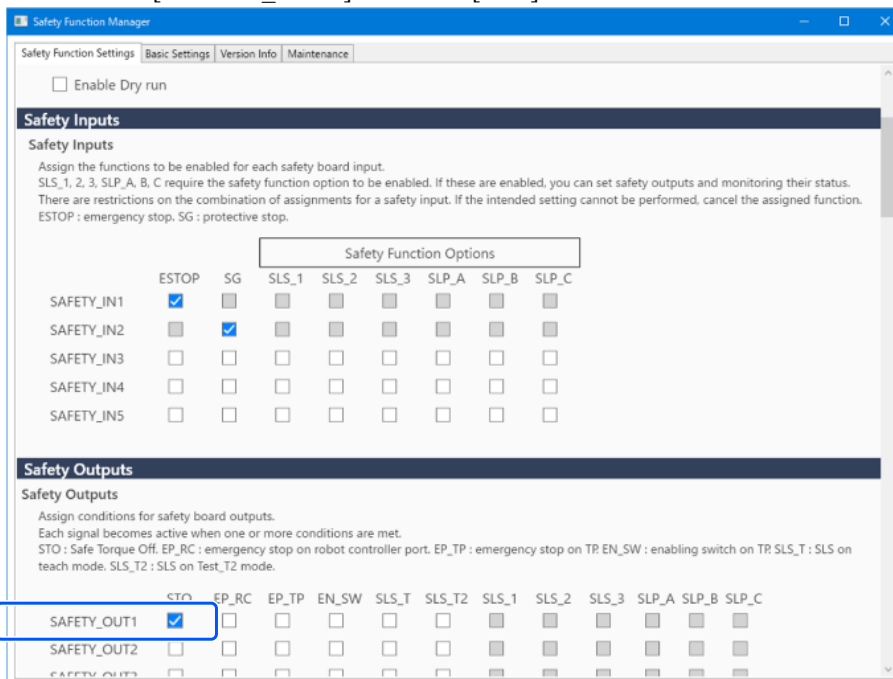 Safety Function Manager
Safety Function Settings Basic Settings Version Info Maintenance
Enable Dry run
Safety Inputs
Safety Inputs
Assign the functions to be enabled for each safety board input.
SLS_1, 2, 3, SLP_A, B, C require the safety function option to be enabled. If these are enabled, you can set safety outputs and monitoring their status.
There are restrictions on the combination of assignments for a safety input. If the intended setting cannot be performed, cancel the assigned function.
ESTOP : emergency stop. SG : protective stop.
Safety Function Options
ESTOP SG SLS_1 SLS_2 SLS_3 SLP_A SLP_B SLP_C
SAFETY_IN1
SAFETY_IN2
SAFETY_IN3
SAFETY_IN4
SAFETY_IN5
Safety Outputs
Safety Outputs
Assign conditions for safety board outputs.
Each signal becomes active when one or more conditions are met.
STO : Safe Torque Off. EP_RC : emergency stop on robot controller port. EP_TP : emergency stop on TP. EN_SW : enabling switch on TP. SLS_T : SLS on
teach mode. SLS_T2 : SLS on Test_T2 mode.
STO EP_RC EP_TP EN_SW SLS_T SLS_T2 SLS_1 SLS_2 SLS_3 SLP_A SLP_B SLP_C
SAFETY_OUT1
SAFETY_OUT2